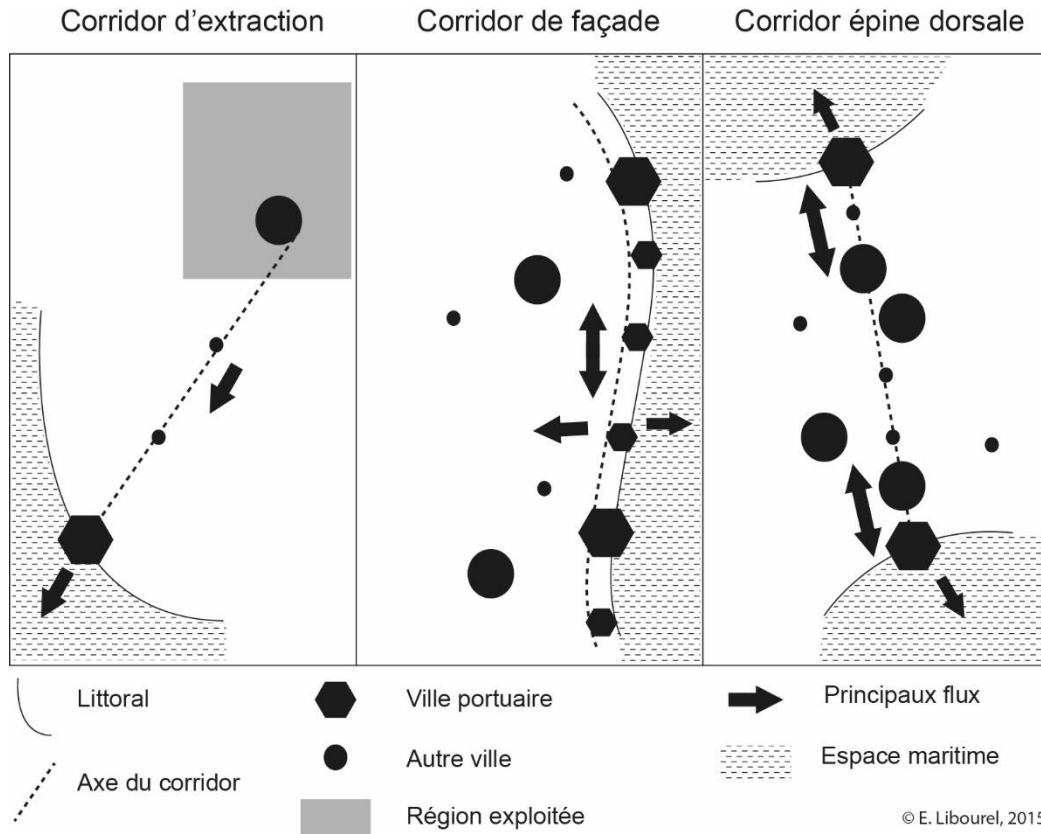 Corridor d’extraction
Corridor de façade
Corridor épine dorsale
Littoral
Axe du corridor
Ville portuaire
Autre ville
Région exploitée
Principaux flux
Espace maritime
© E. Libourel, 2015